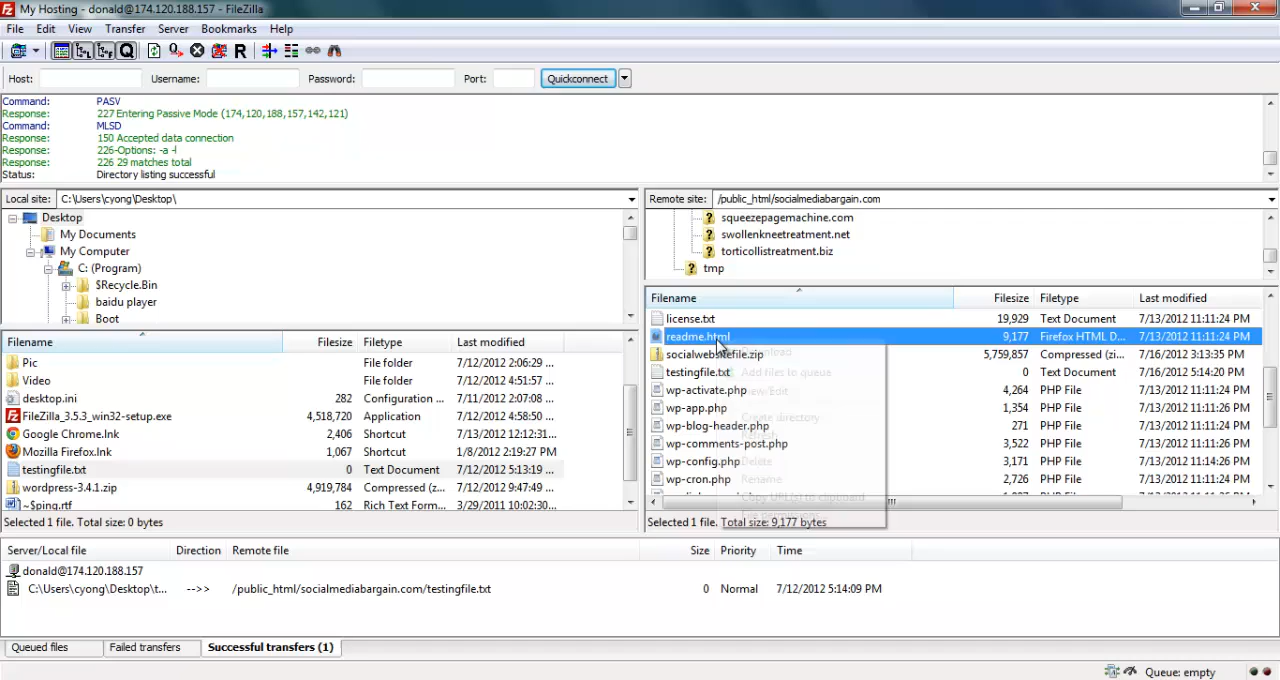 My Hosting - donald@174.120.188.157 - FileZilla
File Edit View Transfer Server Bookmarks Help
R
Host: Username: Password: Port: Quickconnect
Command: PASV
Response: 227 Entering Passive Mode (174,120,188,157,142,121)
Command: MLSD
Response: 150 Accepted data connection
Response: 226-Options: -a -l
Response: 226 29 matches total
Status: Directory listing successful
Local site: C:\Users\cyong\Desktop\
Desktop
My Documents
My Computer
C: (Program)
$Recycle.Bin
baidu player
Boot
Remote site: /public_html/socialmediabargain.com
squeezepagemachine.com
swollenkneetreatment.net
torticollistreatment.biz
tmp
Filename Filesize Filetype Last modified
Pic File folder 7/12/2012 2:06:29 ...
Video File folder 7/12/2012 4:51:57 ...
desktop.ini 282 Configuration ... 7/11/2012 2:07:08 ...
FileZilla_3.5.3_win32-setup.exe 4,518,720 Application 7/12/2012 4:58:50 ...
Google Chrome.lnk 2,406 Shortcut 7/13/2012 12:12:31...
Mozilla Firefox.lnk 1,067 Shortcut 1/8/2012 2:19:27 PM
testingfile.txt 0 Text Document 7/12/2012 5:13:19 ...
wordpress-3.4.1.zip 4,919,784 Compressed (z... 7/12/2012 9:47:49 ...
~$ping.rtf 162 Rich Text Form... 3/29/2011 10:02:30...
Selected 1 file. Total size: 0 bytes
Filename Filesize Filetype Last modified
license.txt 19,929 Text Document 7/13/2012 11:11:24 PM
readme.html 9,177 Firefox HTML D... 7/13/2012 11:11:24 PM
socialwebsitefile.zip 5,759,857 Compressed (zi... 7/16/2012 3:13:35 PM
testingfile.txt 0 Text Document 7/16/2012 5:14:20 PM
wp-activate.php 4,264 PHP File 7/13/2012 11:11:24 PM
wp-app.php 1,354 PHP File 7/13/2012 11:11:26 PM
wp-blog-header.php 271 PHP File 7/13/2012 11:11:26 PM
wp-comments-post.php 3,522 PHP File 7/13/2012 11:11:24 PM
wp-config.php 3,171 PHP File 7/13/2012 11:14:26 PM
wp-cron.php 2,726 PHP File 7/13/2012 11:11:26 PM
Download
Add files to queue
View/Edit
Create directory
Refresh
Delete
Rename
Copy URL(s) to clipboard
File permissions...
Selected 1 file. Total size: 9,177 bytes
Server/Local file Direction Remote file Size Priority Time
donald@174.120.188.157
C:\Users\cyong\Desktop\t... -->> /public_html/socialmediabargain.com/testingfile.txt 0 Normal 7/12/2012 5:14:09 PM
Queued files Failed transfers Successful transfers (1)
Queue: empty